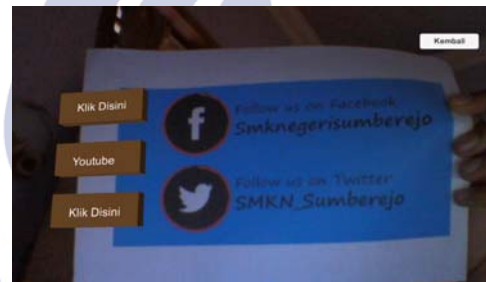 Kembali
Klik Disini
Follow us on Facebook
Smknegerisumberejo
Youtube
Follow us on Twitter
SMKN_Sumberejo
Klik Disini